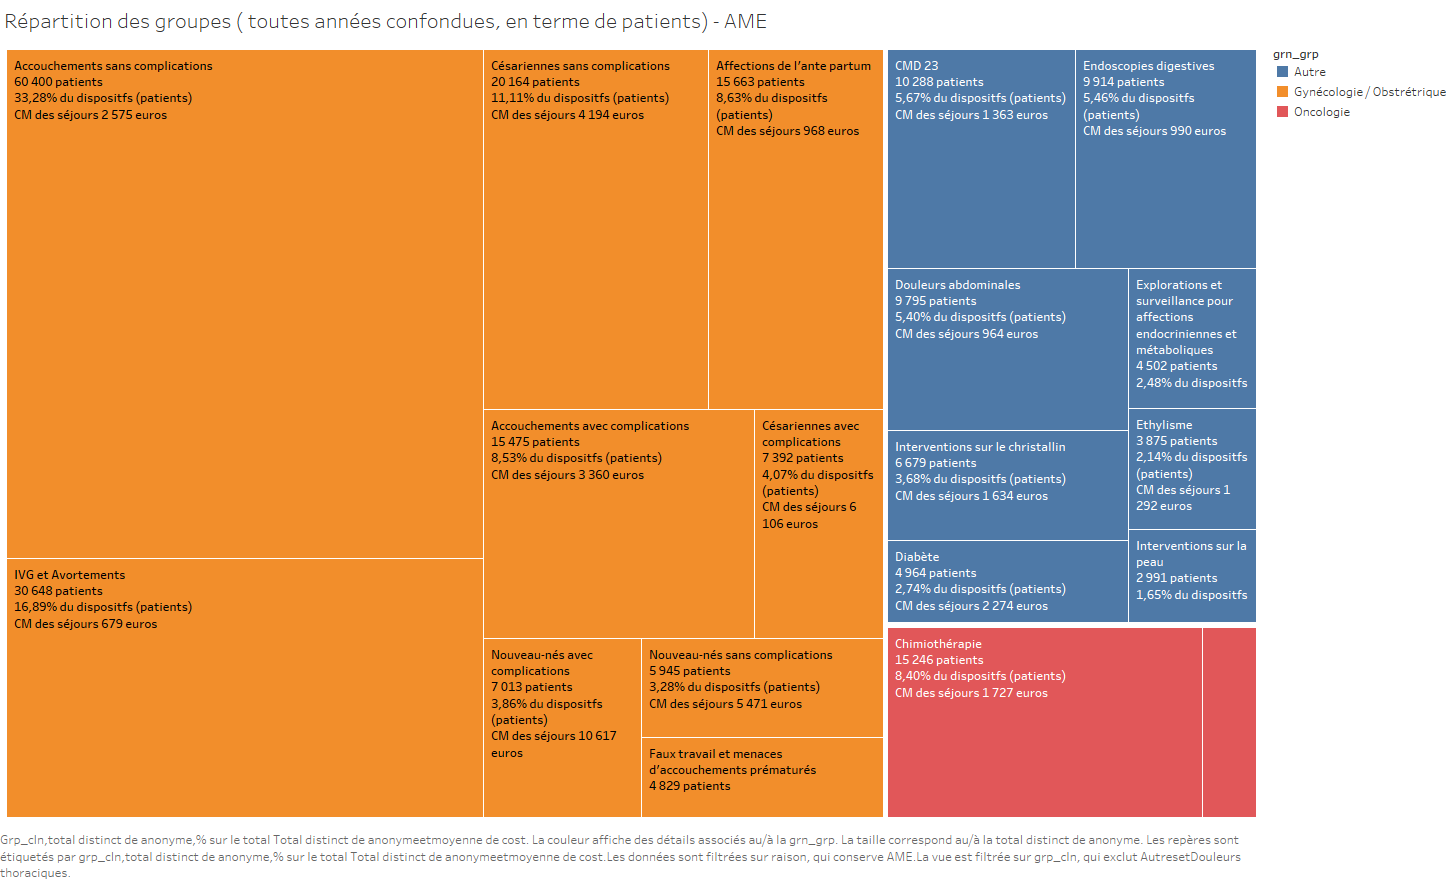 Répartition des groupes ( toutes années confondues, en terme de patients) - AME
Accouchements sans complications
60 400 patients
33,28% du dispositfs (patients)
CM des séjours 2 575 euros
IVG et Avortements
30 648 patients
16,89% du dispositfs (patients)
CM des séjours 679 euros
Césariennes sans complications
20 164 patients
11,11% du dispositfs (patients)
CM des séjours 4 194 euros
Affections de l'ante partum
15 663 patients
8,63% du dispositfs
(patients)
CM des séjours 968 euros
Accouchements avec complications
15 475 patients
8,53% du dispositfs (patients)
CM des séjours 3 360 euros
Césariennes avec
complications
7 392 patients
4,07% du dispositfs
(patients)
CM des séjours 6
106 euros
Nouveau-nés avec
complications
7 013 patients
3,86% du dispositfs
(patients)
CM des séjours 10 617
euros
Nouveau-nés sans complications
5 945 patients
3,28% du dispositfs (patients)
CM des séjours 5 471 euros
Faux travail et menaces
d'accouchements prématurés
4 829 patients
CMD 23
10 288 patients
5,67% du dispositfs (patients)
CM des séjours 1 363 euros
Endoscopies digestives
9 914 patients
5,46% du dispositfs
(patients)
CM des séjours 990 euros
Douleurs abdominales
9 795 patients
5,40% du dispositfs (patients)
CM des séjours 964 euros
Interventions sur le christallin
6 679 patients
3,68% du dispositfs (patients)
CM des séjours 1 634 euros
Diabète
4 964 patients
2,74% du dispositfs (patients)
CM des séjours 2 274 euros
Explorations et
surveillance pour
affections
endocriniennes et
métaboliques
4 502 patients
2,48% du dispositfs
Ethylisme
3 875 patients
2,14% du dispositfs
(patients)
CM des séjours 1
292 euros
Interventions sur la
peau
2 991 patients
1,65% du dispositfs
Chimiothérapie
15 246 patients
8,40% du dispositfs (patients)
CM des séjours 1 727 euros
grn_grp
Autre
Gynécologie / Obstrétrique
Oncologie
Grp_cln,total distinct de anonyme,% sur le total Total distinct de anonymeetmoyenne de cost. La couleur affiche des détails associés au/à la grn_grp. La taille correspond au/à la total distinct de anonyme. Les repères sont
étiquetés par grp_cln,total distinct de anonyme,% sur le total Total distinct de anonymeetmoyenne de cost.Les données sont filtrées sur raison, qui conserve AME.La vue est filtrée sur grp_cln, qui exclut AutresetDouleurs
thoraciques.